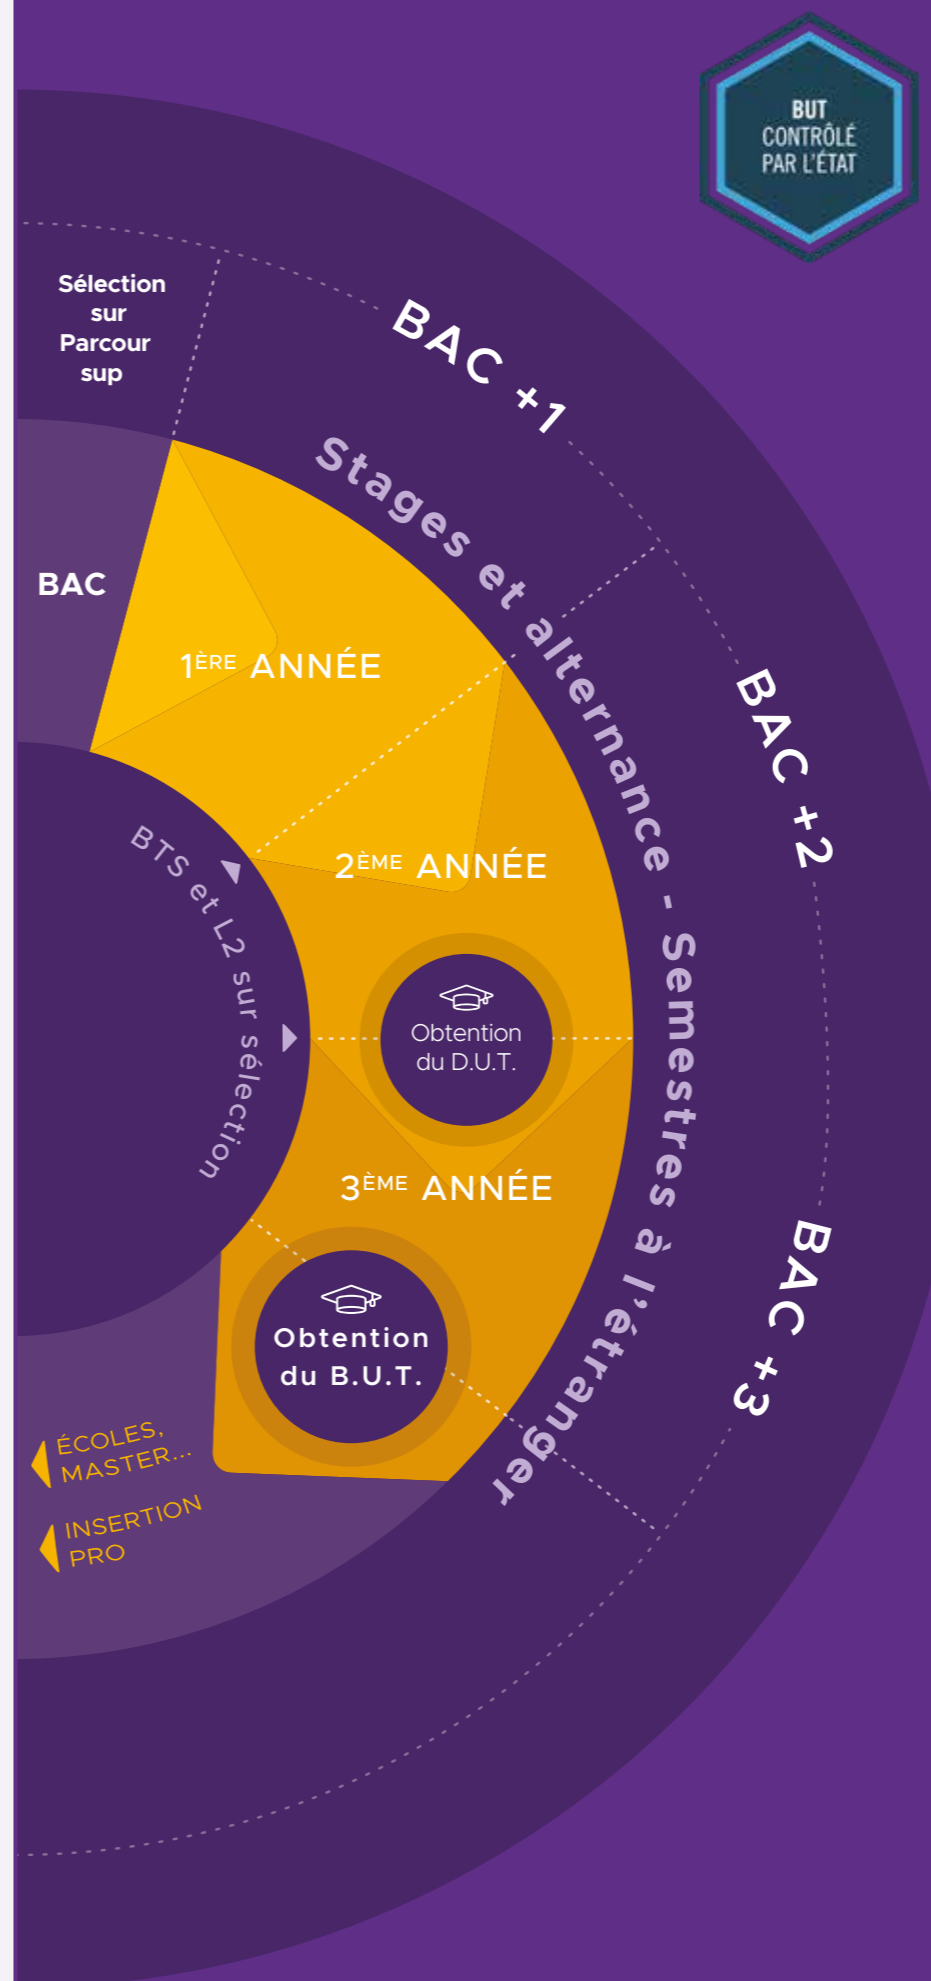 BUT
CONTRÔLÉ
PAR L'ÉTAT
Sélection
sur
Parcour
sup
BAC +1
Stages et alternance - Semestres à l'étranger
BAC
1ÈRE ANNÉE
BAC +2
2ÈME ANNÉE
BTS et L2 sur sélection
Obtention
du D.U.T.
3ÈME ANNÉE
BAC +3
Obtention
du B.U.T.
ÉCOLES,
MASTER...
INSERTION
PRO